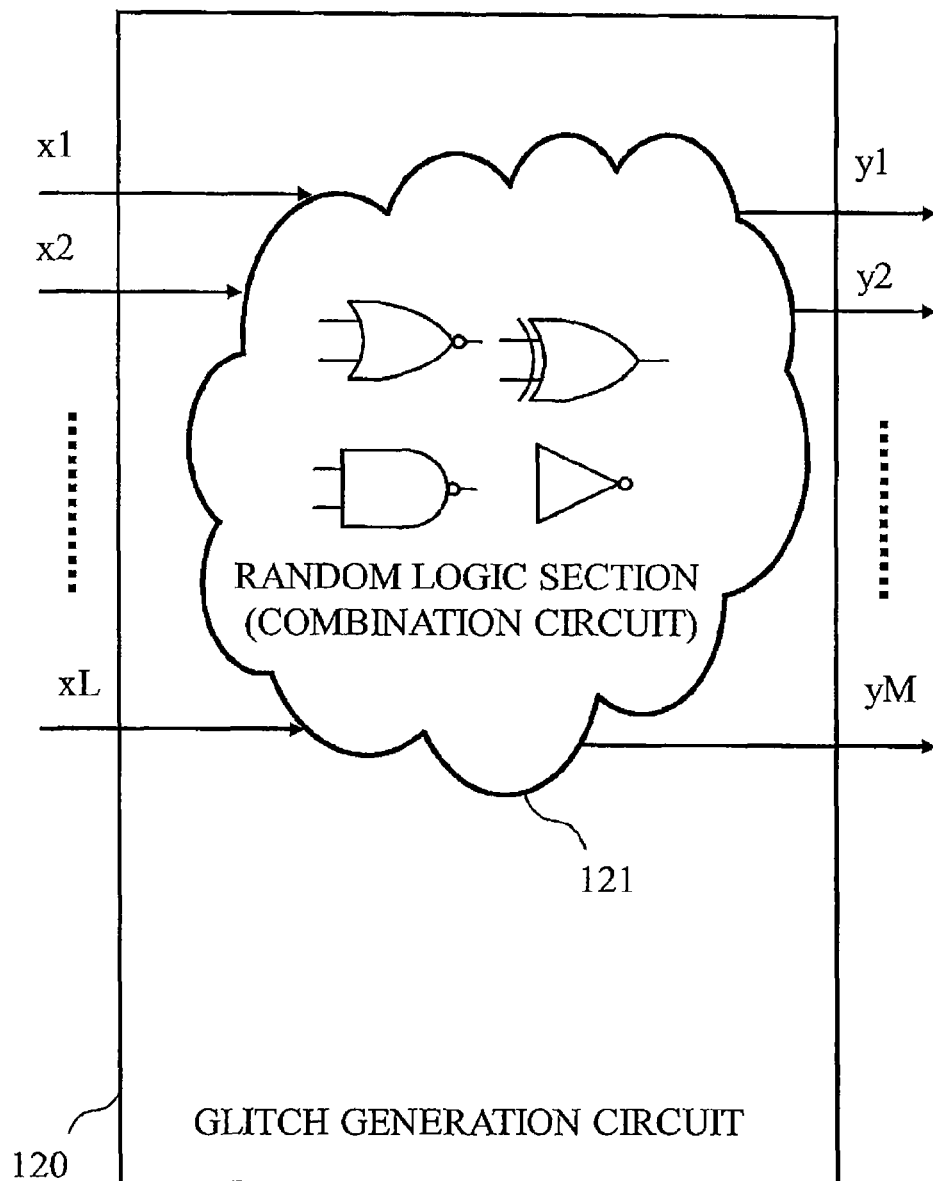 x1
y1
x2
y2
RANDOM LOGIC SECTION
(COMBINATION CIRCUIT)
xL
yM
121
GLITCH GENERATION CIRCUIT
120